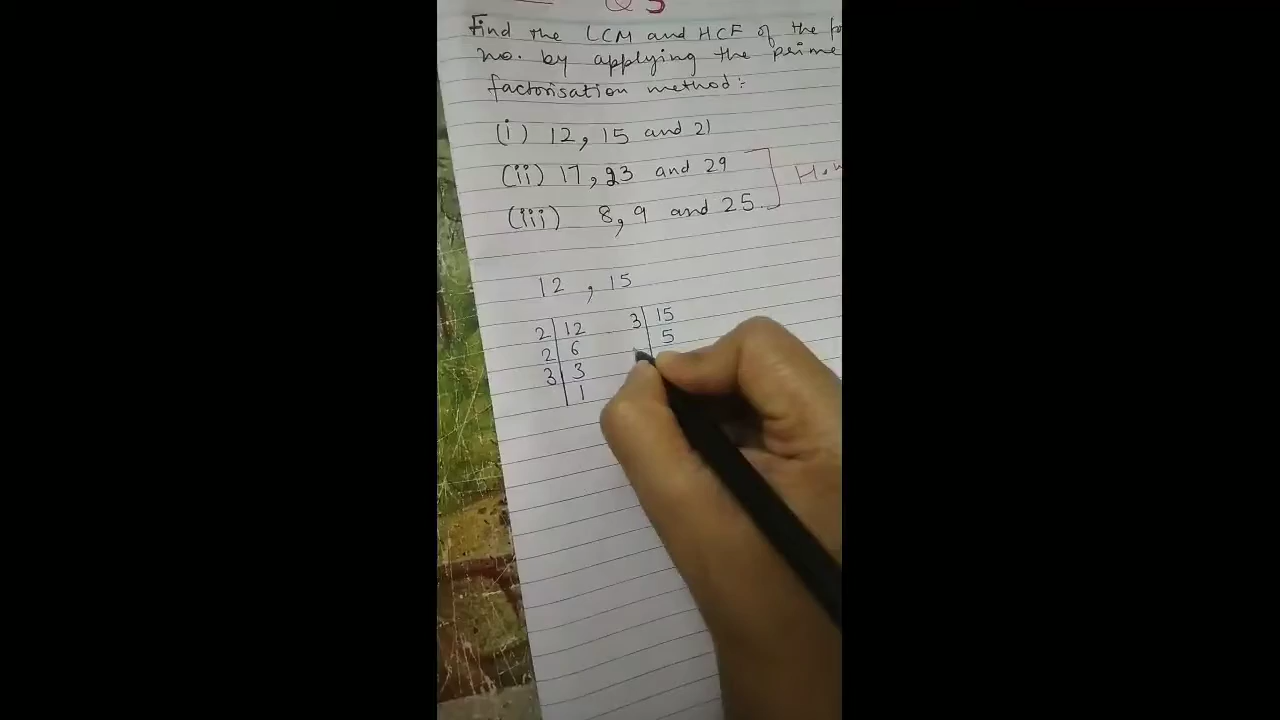 Q 3
Find the LCM and HCF of the
no. by applying the prime
factorisation method:-
(i) 12, 15 and 21
(ii) 17, 23 and 29
(iii) 8, 9 and 25.
12 , 15
2 12 3 15
2 6 5
3 3
1